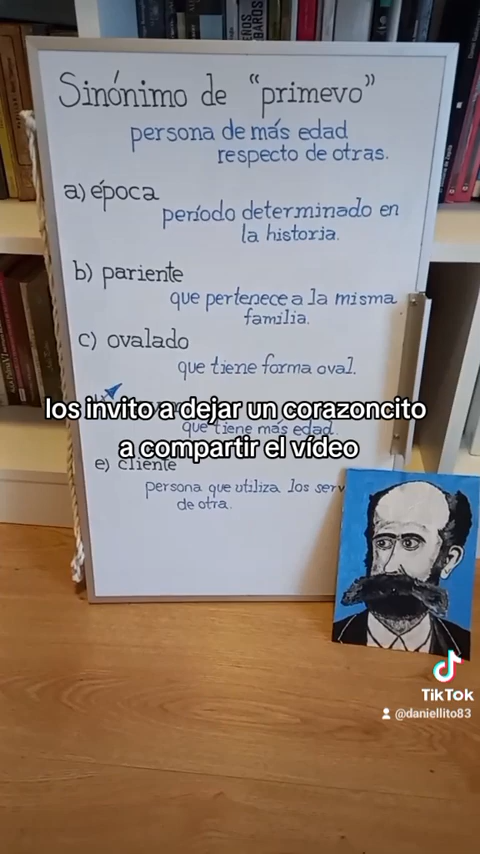 Sinónimo de "primevo"
persona de más edad
respecto de otras.
a) época
período determinado en
la historia.
b) pariente
que pertenece a la misma
familia.
c) ovalado
que tiene forma oval.
los invito a dejar un corazoncito
que tiene más edad.
a compartir el vídeo
e) cliente
persona que utiliza los serv
de otra.
TikTok
@daniellito83